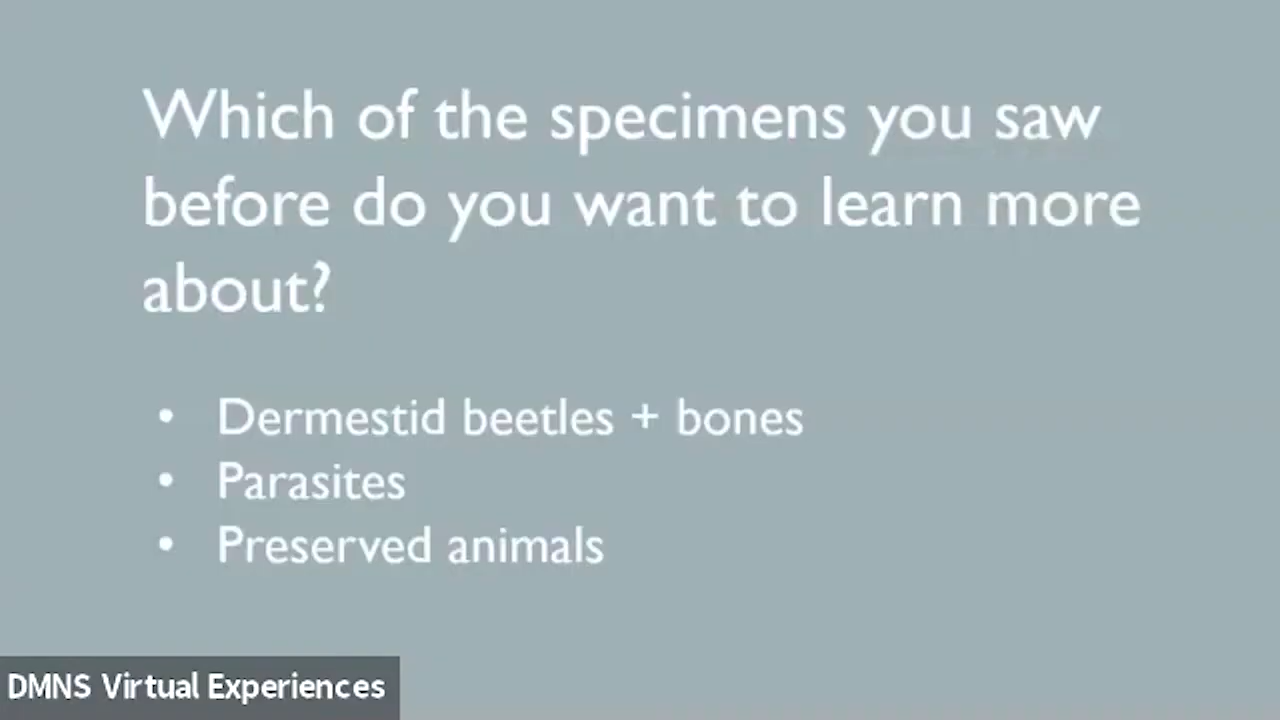 Which of the specimens you saw
before do you want to learn more
about?
• Dermestid beetles + bones
• Parasites
• Preserved animals
DMNS Virtual Experiences